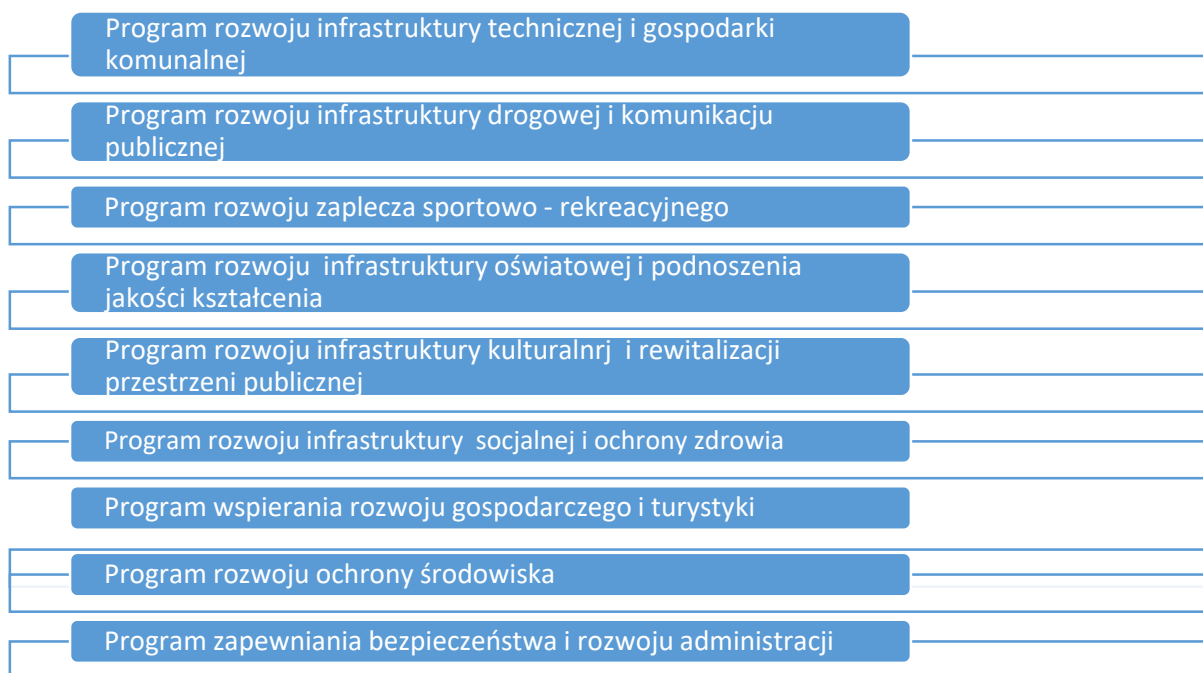 Program rozwoju infrastruktury technicznej i gospodarki
komunalnej
Program rozwoju infrastruktury drogowej i komunikacju
publicznej
Program rozwoju zaplecza sportowo - rekreacyjnego
Program rozwoju  infrastruktury oświatowej i podnoszenia
jakości kształcenia
Program rozwoju infrastruktury kulturalnrj  i rewitalizacji
przestrzeni publicznej
Program rozwoju infrastruktury  socjalnej i ochrony zdrowia
Program wspierania rozwoju gospodarczego i turystyki
Program rozwoju ochrony środowiska
Program zapewniania bezpieczeństwa i rozwoju administracji